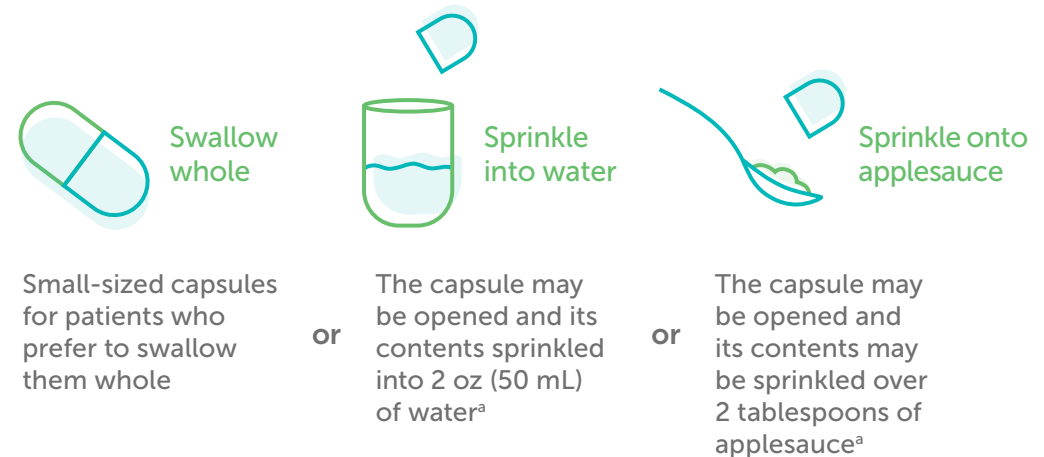 Swallow
whole
Sprinkle
into water
Sprinkle onto
applesauce
Small-sized capsules
for patients who
prefer to swallow
them whole
or
The capsule may
be opened and its
contents sprinkled
into 2 oz (50 mL)
of waterᵃ
or
The capsule may
be opened and
its contents may
be sprinkled over
2 tablespoons of
applesauceᵃ